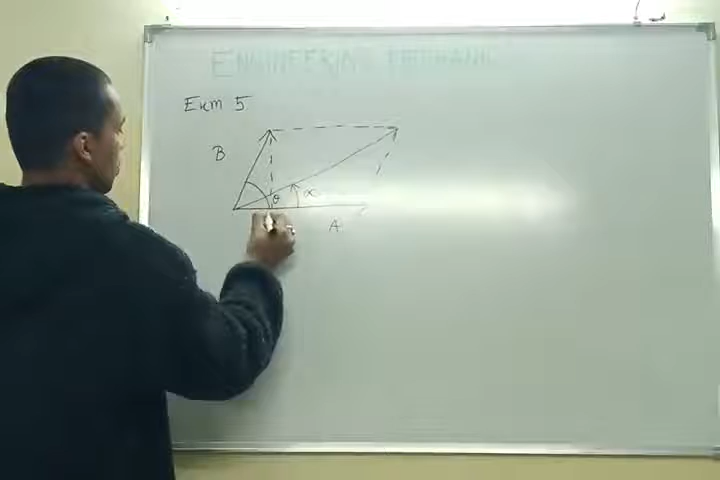 ENGINEERING MECHANIC
Exm 5
B
θ
α
A